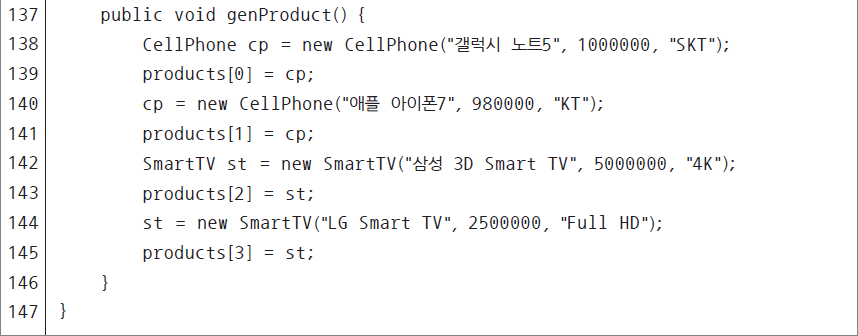 137 public void genProduct() {
138 CellPhone cp = new CellPhone("갤럭시 노트5", 1000000, "SKT");
139 products[0] = cp;
140 cp = new CellPhone("애플 아이폰7", 980000, "KT");
141 products[1] = cp;
142 SmartTV st = new SmartTV("삼성 3D Smart TV", 5000000, "4K");
143 products[2] = st;
144 st = new SmartTV("LG Smart TV", 2500000, "Full HD");
145 products[3] = st;
146 }
147 }